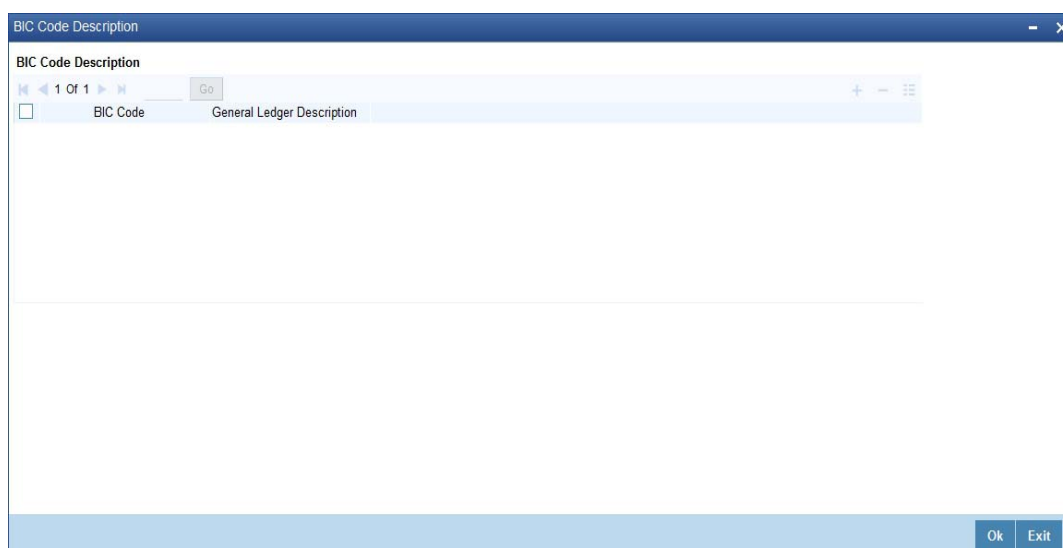 BIC Code Description
BIC Code Description
1 Of 1 Go
BIC Code General Ledger Description
Ok Exit